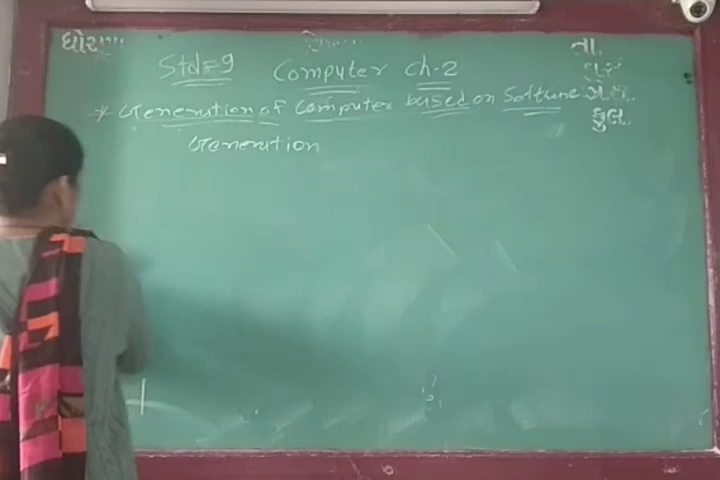 ધોરણ
તા.
Std=9 Computer Ch-2
* Generation of Computer based on Software
Generation
કુલ.